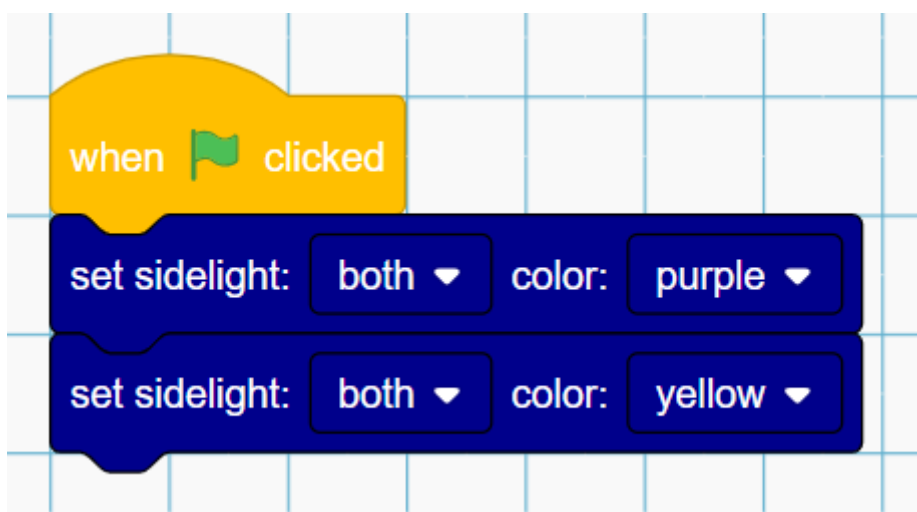 when clicked
set sidelight: both color: purple
set sidelight: both color: yellow